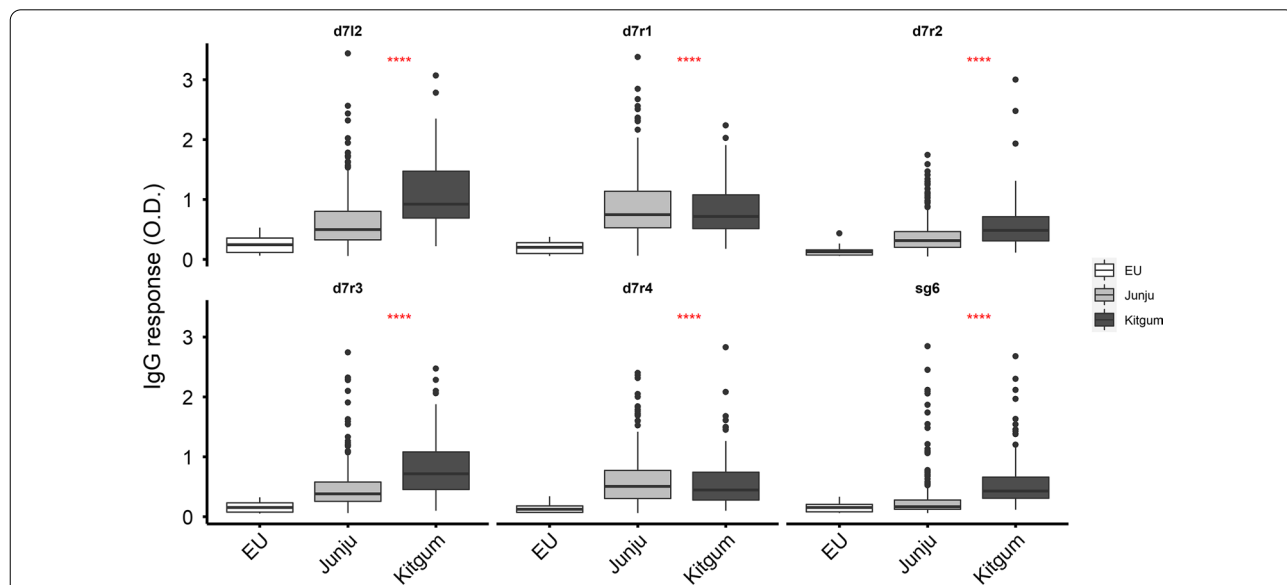 d7l2 d7r1 d7r2
**** **** ****
3
2
1
0
d7r3 d7r4 sg6
**** **** ****
3
2
1
0
IgG response (O.D.)
EU Junju Kitgum EU Junju Kitgum EU Junju Kitgum
EU
Junju
Kitgum